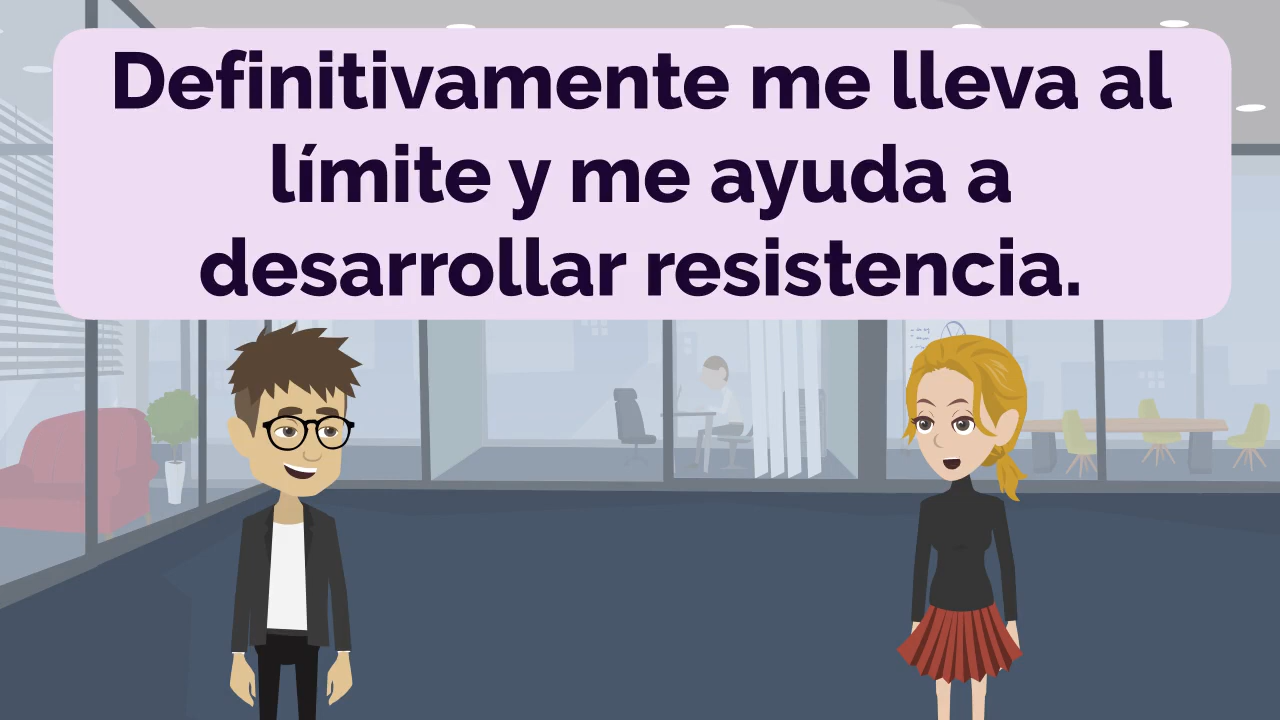 Definitivamente me lleva al
límite y me ayuda a
desarrollar resistencia.